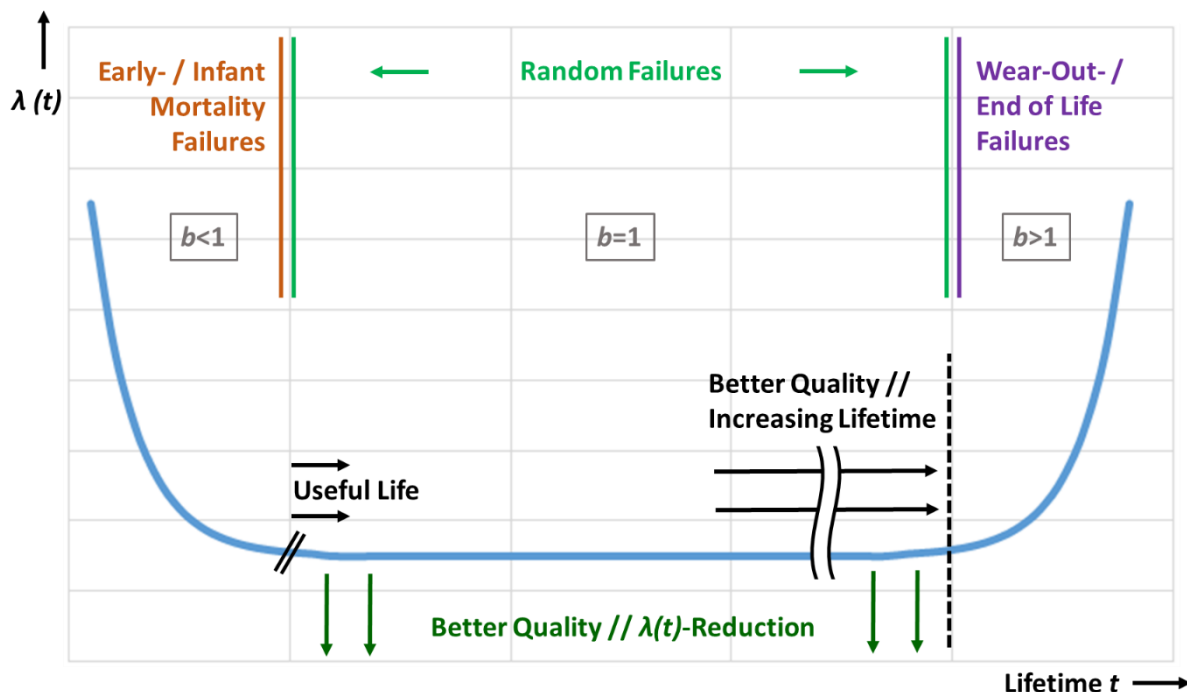 λ (t)
Early- / Infant
Mortality
Failures
Random Failures
Wear-Out- /
End of Life
Failures
b<1
b=1
b>1
Better Quality //
Increasing Lifetime
Useful Life
Better Quality // λ(t)-Reduction
Lifetime t